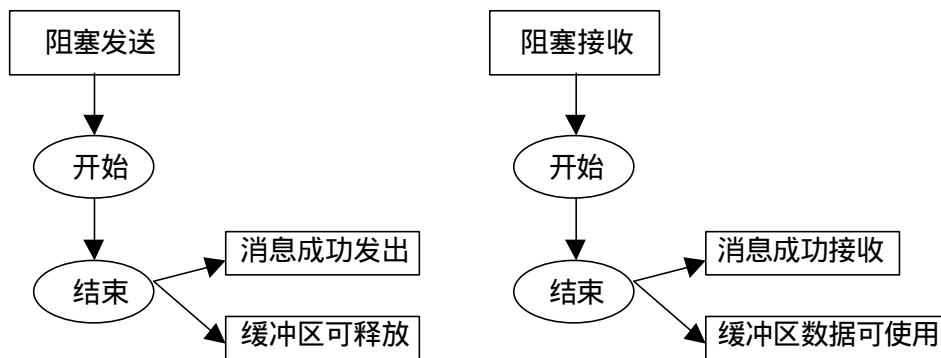 阻塞发送
开始
结束
消息成功发出
缓冲区可释放
阻塞接收
开始
结束
消息成功接收
缓冲区数据可使用